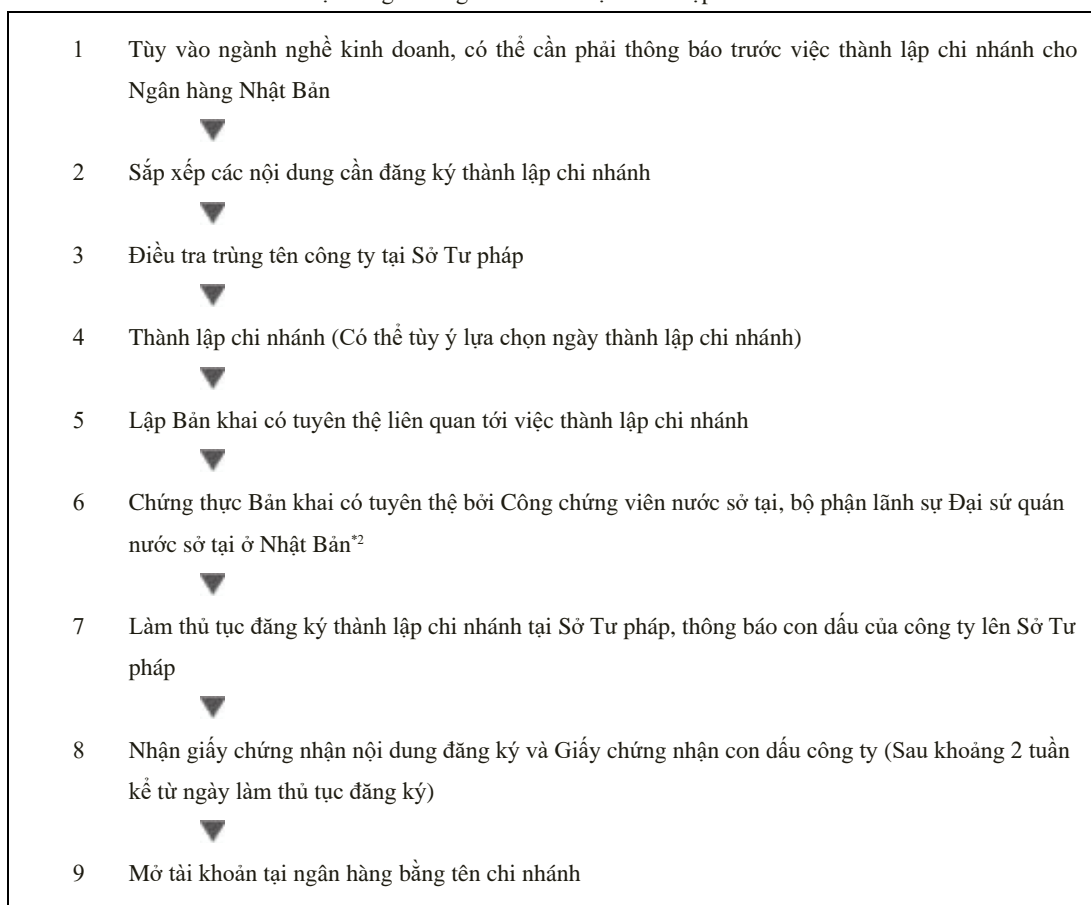 1 Tùy vào ngành nghề kinh doanh, có thể cần phải thông báo trước việc thành lập chi nhánh cho
Ngân hàng Nhật Bản
2 Sắp xếp các nội dung cần đăng ký thành lập chi nhánh
3 Điều tra trùng tên công ty tại Sở Tư pháp
4 Thành lập chi nhánh (Có thể tùy ý lựa chọn ngày thành lập chi nhánh)
5 Lập Bản khai có tuyên thệ liên quan tới việc thành lập chi nhánh
6 Chứng thực Bản khai có tuyên thệ bởi Công chứng viên nước sở tại, bộ phận lãnh sự Đại sứ quán
nước sở tại ở Nhật Bản*2
7 Làm thủ tục đăng ký thành lập chi nhánh tại Sở Tư pháp, thông báo con dấu của công ty lên Sở Tư
pháp
8 Nhận giấy chứng nhận nội dung đăng ký và Giấy chứng nhận con dấu công ty (Sau khoảng 2 tuần
kể từ ngày làm thủ tục đăng ký)
9 Mở tài khoản tại ngân hàng bằng tên chi nhánh